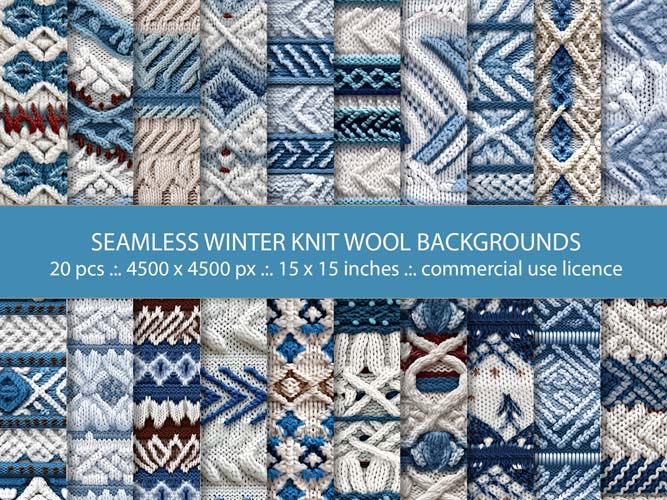 SEAMLESS WINTER KNIT WOOL BACKGROUNDS
20 pcs .:. 4500 x 4500 px .:. 15 x 15 inches .:. commercial use licence